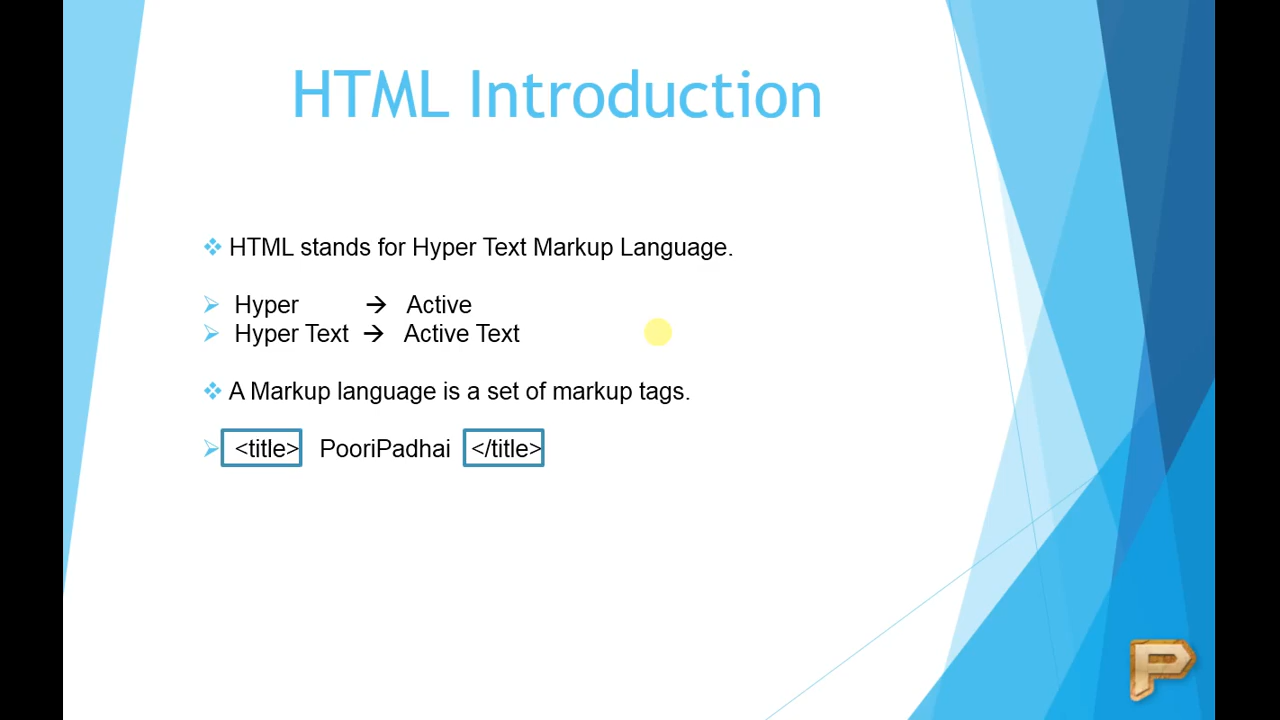 HTML Introduction
HTML stands for Hyper Text Markup Language.
Hyper → Active
Hyper Text → Active Text
A Markup language is a set of markup tags.
<title> PooriPadhai </title>
P